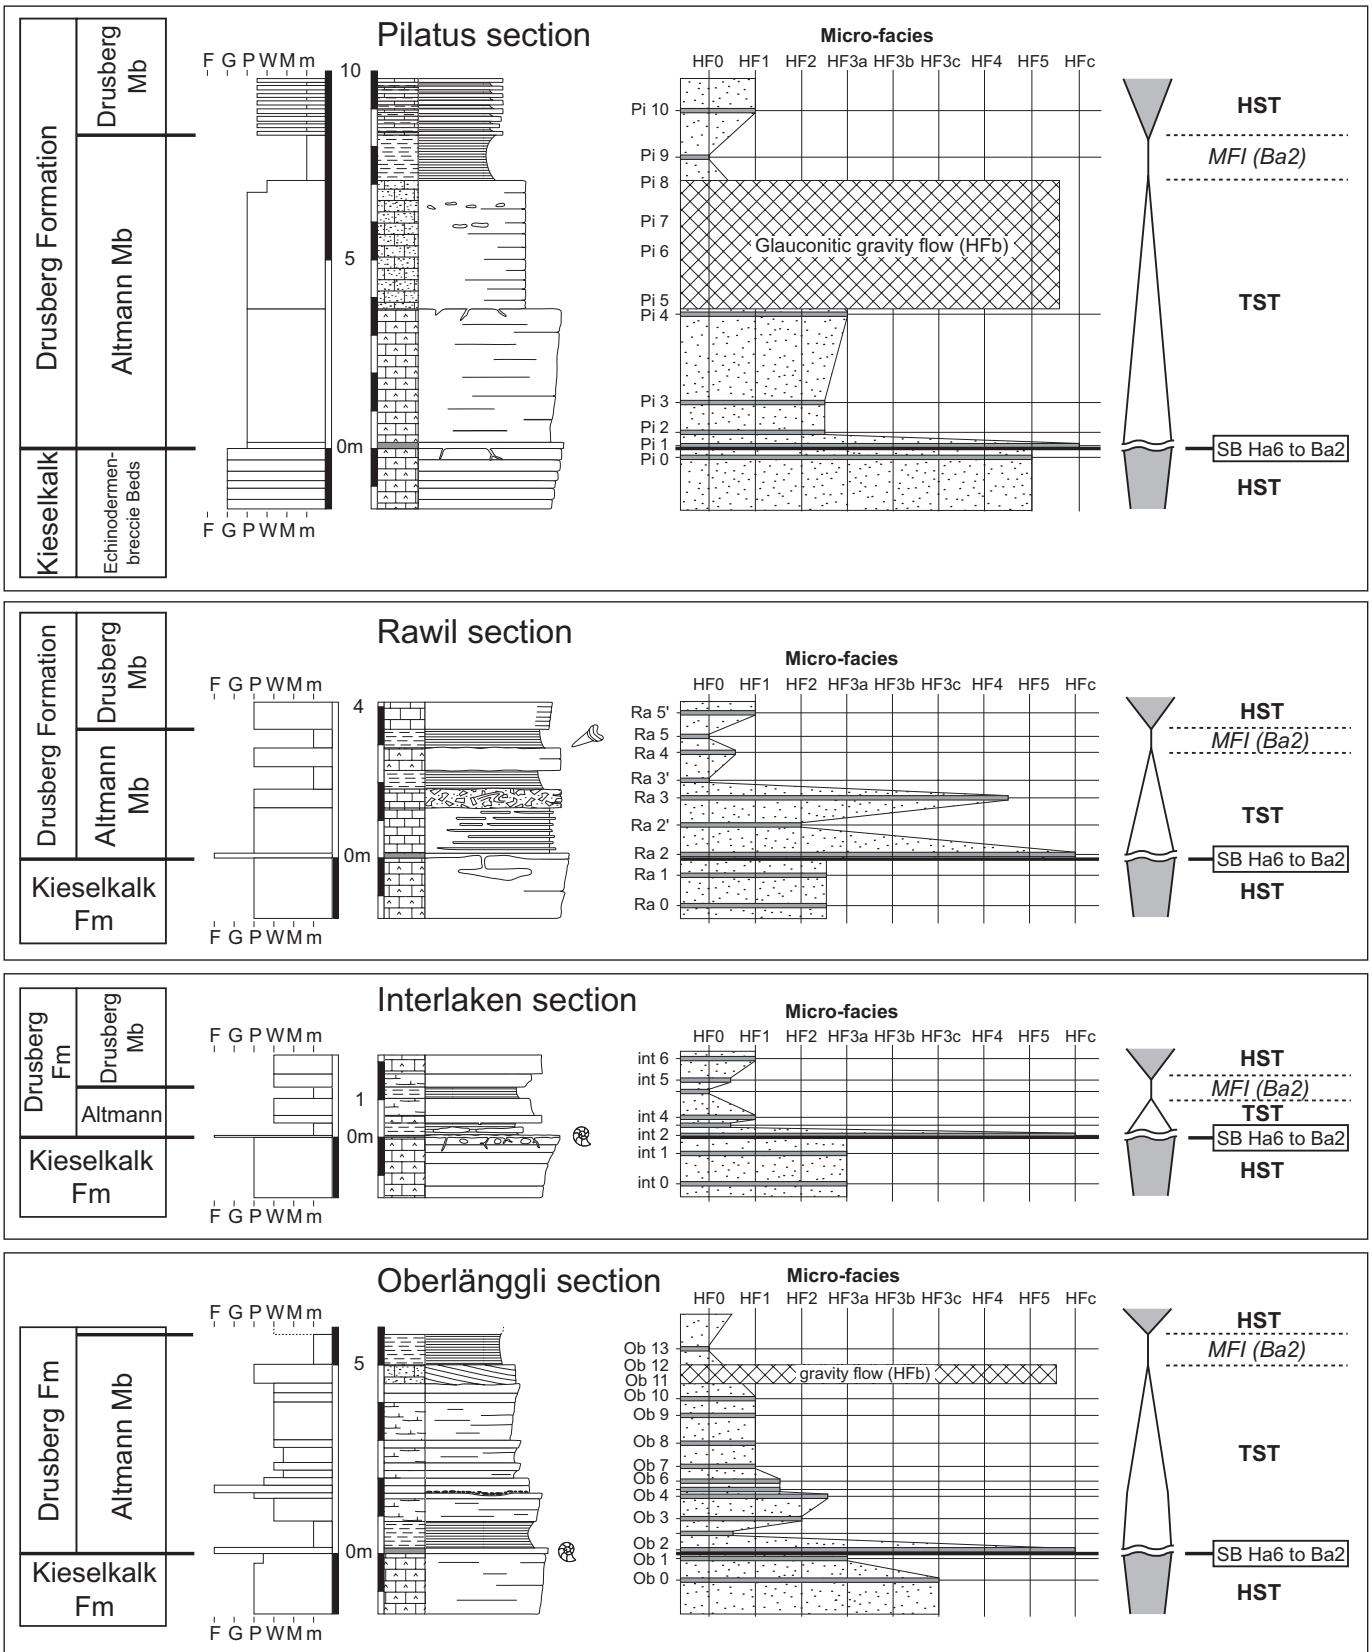 Pilatus section
Drusberg Formation
Kieselkalk
Drusberg
Mb
Altmann Mb
Echinodermen-
breccie Beds
F G P W M m
10
5
0m
F G P W M m
Micro-facies
HF0 HF1 HF2 HF3a HF3b HF3c HF4 HF5 HFc
Pi 10
Pi 9
Pi 8
Pi 7
Pi 6
Pi 5
Pi 4
Pi 3
Pi 2
Pi 1
Pi 0
Glauconitic gravity flow (HFb)
HST
MFI (Ba2)
TST
SB Ha6 to Ba2
HST
Rawil section
Drusberg Formation
Drusberg
Mb
Altmann
Mb
Kieselkalk
Fm
F G P W M m
4
0m
F G P W M m
Micro-facies
HF0 HF1 HF2 HF3a HF3b HF3c HF4 HF5 HFc
Ra 5'
Ra 5
Ra 4
Ra 3'
Ra 3
Ra 2'
Ra 2
Ra 1
Ra 0
HST
MFI (Ba2)
TST
SB Ha6 to Ba2
HST
Interlaken section
Drusberg
Fm
Drusberg
Mb
Altmann
Kieselkalk
Fm
F G P W M m
1
0m
F G P W M m
Micro-facies
HF0 HF1 HF2 HF3a HF3b HF3c HF4 HF5 HFc
int 6
int 5
int 4
int 2
int 1
int 0
HST
MFI (Ba2)
TST
SB Ha6 to Ba2
HST
Oberlänggli section
Drusberg Fm
Altmann Mb
Kieselkalk
Fm
F G P W M m
5
0m
F G P W M m
Micro-facies
HF0 HF1 HF2 HF3a HF3b HF3c HF4 HF5 HFc
Ob 13
Ob 12
Ob 11
Ob 10
Ob 9
Ob 8
Ob 7
Ob 6
Ob 4
Ob 3
Ob 2
Ob 1
Ob 0
gravity flow (HFb)
HST
MFI (Ba2)
TST
SB Ha6 to Ba2
HST